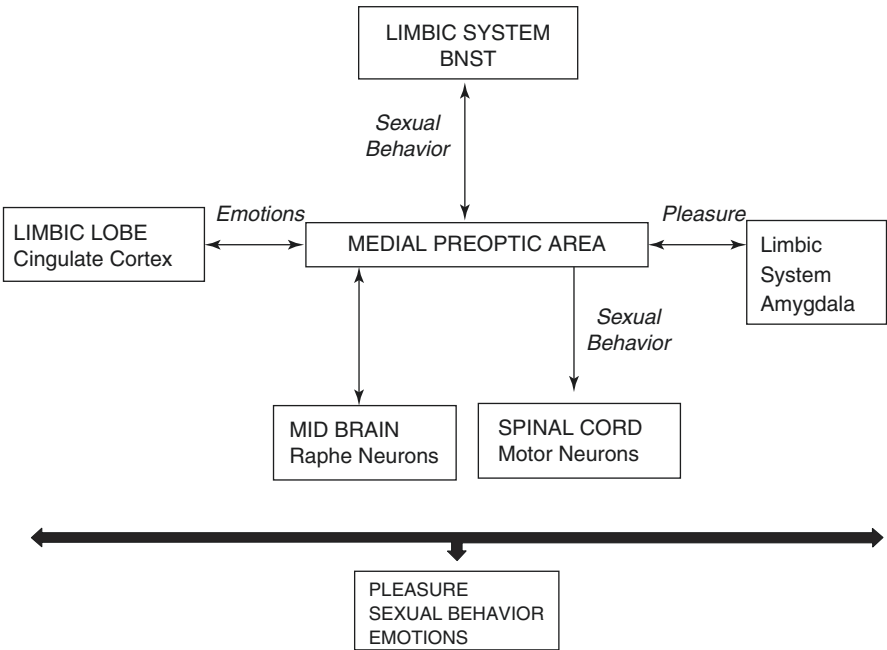 LIMBIC SYSTEM
BNST
Sexual
Behavior
Emotions
Pleasure
LIMBIC LOBE
Cingulate Cortex
MEDIAL PREOPTIC AREA
Limbic
System
Amygdala
Sexual
Behavior
MID BRAIN
Raphe Neurons
SPINAL CORD
Motor Neurons
PLEASURE
SEXUAL BEHAVIOR
EMOTIONS